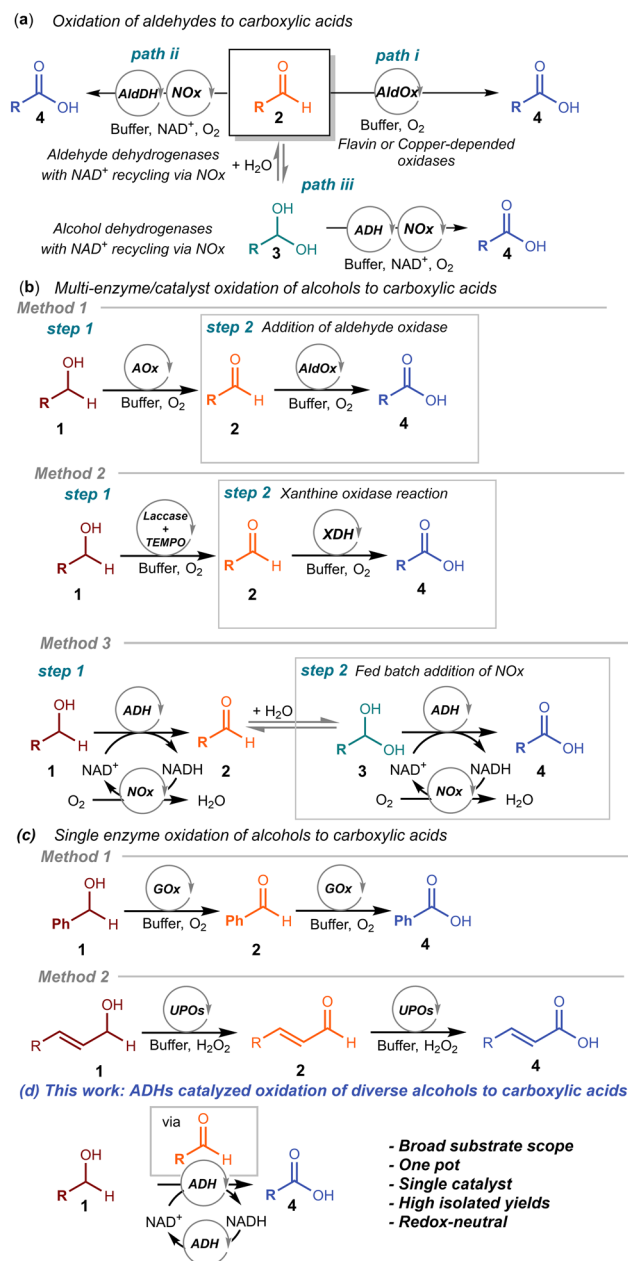 (a) Oxidation of aldehydes to carboxylic acids
path ii
path i
O
R
OH
4
AldDH
NOx
Buffer, NAD+, O2
O
R
H
2
AldOx
Buffer, O2
Flavin or Copper-depended
oxidases
O
R
OH
4
Aldehyde dehydrogenases
with NAD+ recycling via NOx
+ H2O
path iii
Alcohol dehydrogenases
with NAD+ recycling via NOx
OH
R
OH
3
ADH
NOx
Buffer, NAD+, O2
O
R
OH
4
(b) Multi-enzyme/catalyst oxidation of alcohols to carboxylic acids
Method 1
step 1
step 2 Addition of aldehyde oxidase
OH
R
H
1
AOx
Buffer, O2
O
R
H
2
AldOx
Buffer, O2
O
R
OH
4
Method 2
step 1
step 2 Xanthine oxidase reaction
OH
R
H
1
Laccase
+
TEMPO
Buffer, O2
O
R
H
2
XDH
Buffer, O2
O
R
OH
4
Method 3
step 1
step 2 Fed batch addition of NOx
OH
R
H
1
ADH
NAD+
NADH
O2
NOx
H2O
O
R
H
2
+ H2O
OH
R
OH
3
ADH
NAD+
NADH
O2
NOx
H2O
O
R
OH
4
(c) Single enzyme oxidation of alcohols to carboxylic acids
Method 1
OH
Ph
H
1
GOx
Buffer, O2
O
Ph
H
2
GOx
Buffer, O2
O
Ph
OH
4
Method 2
OH
R
H
1
UPOs
Buffer, H2O2
O
R
H
2
UPOs
Buffer, H2O2
O
R
OH
4
(d) This work: ADHs catalyzed oxidation of diverse alcohols to carboxylic acids
via
O
R
H
OH
R
H
1
ADH
NAD+
NADH
ADH
O
R
OH
4
- Broad substrate scope
- One pot
- Single catalyst
- High isolated yields
- Redox-neutral